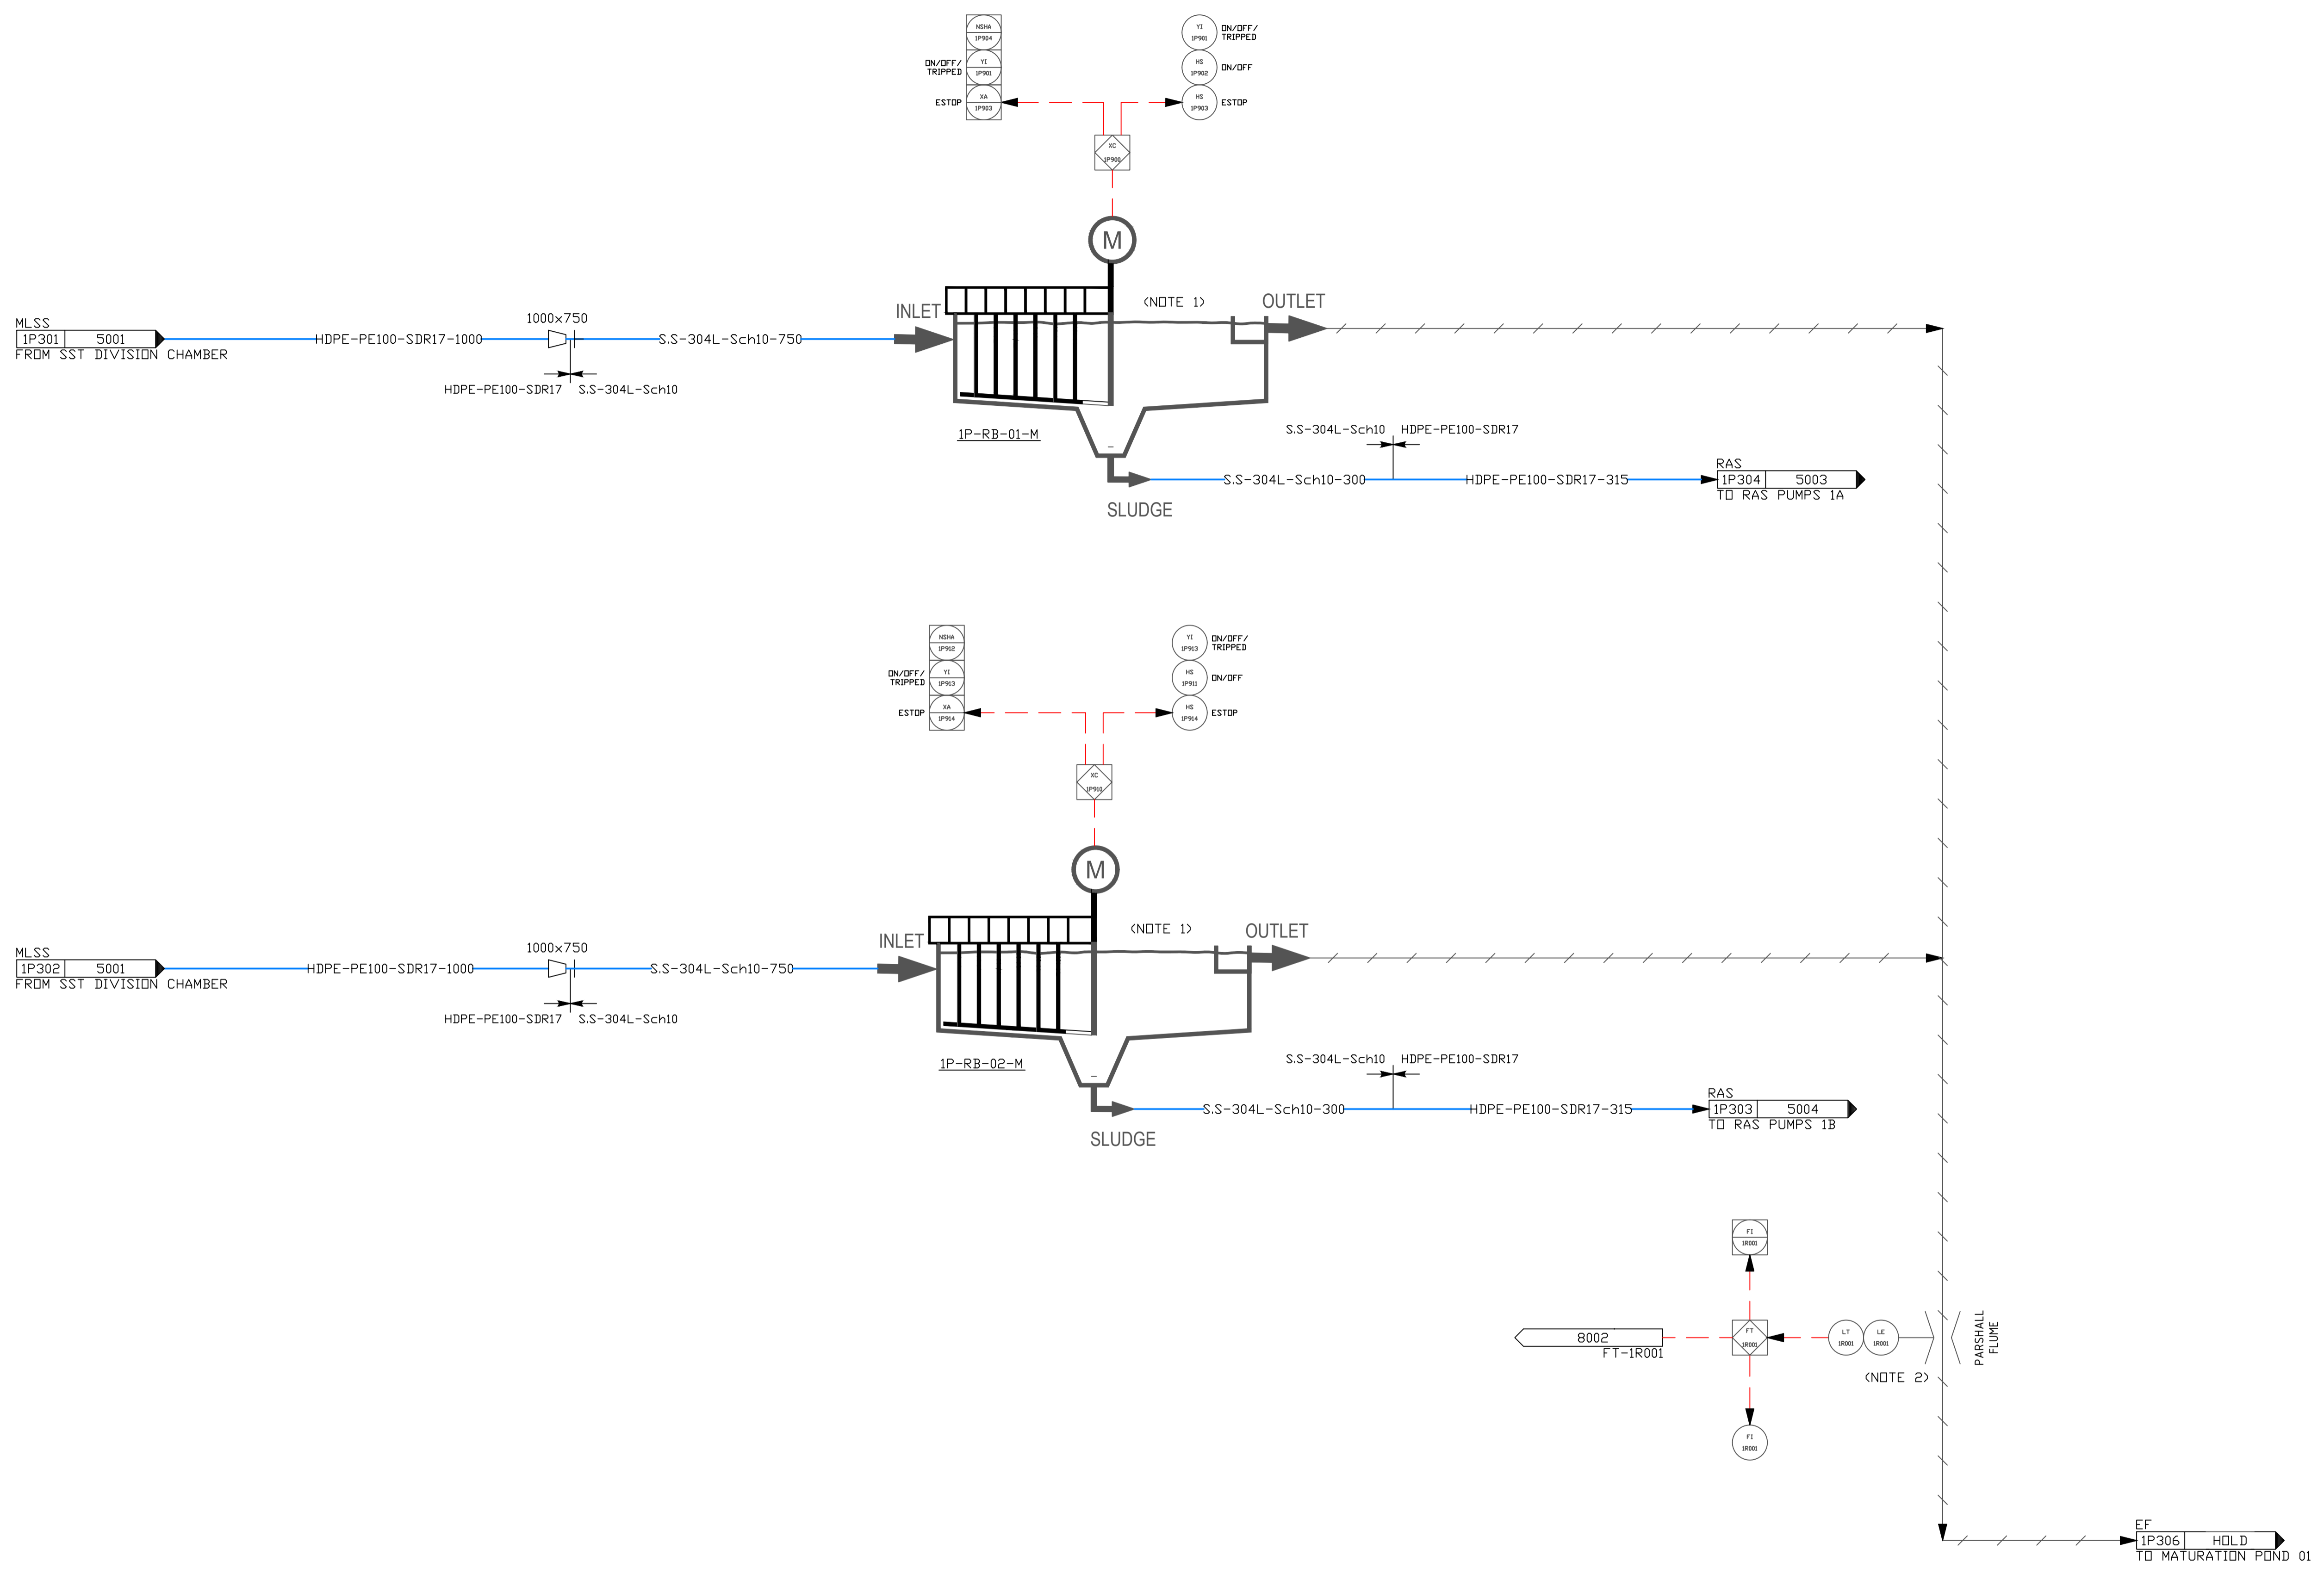 NSHA
1P904
ON/OFF/
TRIPPED
YI
1P901
ESTOP
XA
1P903
YI
1P901
ON/OFF/
TRIPPED
HS
1P902
ON/OFF
HS
1P903
ESTOP
XC
1P900
M
MLSS
1P301 5001
FROM SST DIVISION CHAMBER
HDPE-PE100-SDR17-1000
1000x750
HDPE-PE100-SDR17 S.S-304L-Sch10
S.S-304L-Sch10-750
INLET
(NOTE 1)
OUTLET
1P-RB-01-M
SLUDGE
S.S-304L-Sch10 HDPE-PE100-SDR17
S.S-304L-Sch10-300
HDPE-PE100-SDR17-315
RAS
1P304 5003
TO RAS PUMPS 1A
NSHA
1P912
ON/OFF/
TRIPPED
YI
1P913
ESTOP
XA
1P914
YI
1P913
ON/OFF/
TRIPPED
HS
1P911
ON/OFF
HS
1P914
ESTOP
XC
1P910
M
MLSS
1P302 5001
FROM SST DIVISION CHAMBER
HDPE-PE100-SDR17-1000
1000x750
HDPE-PE100-SDR17 S.S-304L-Sch10
S.S-304L-Sch10-750
INLET
(NOTE 1)
OUTLET
1P-RB-02-M
SLUDGE
S.S-304L-Sch10 HDPE-PE100-SDR17
S.S-304L-Sch10-300
HDPE-PE100-SDR17-315
RAS
1P303 5004
TO RAS PUMPS 1B
FI
1R001
8002
FT-1R001
FT
1R001
LT
1R001
LE
1R001
(NOTE 2)
PARSHALL
FLUME
FI
1R001
EF
1P306 HOLD
TO MATURATION POND 01